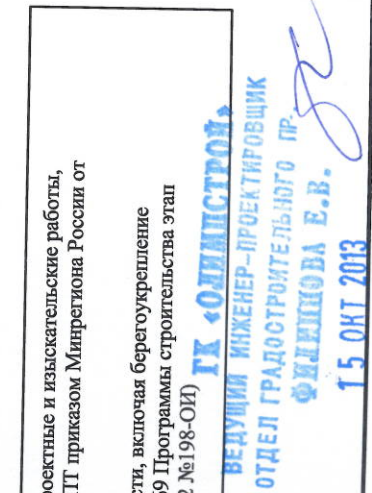 роектные и изыскательские работы,
ПТ приказом Минрегиона России от
сти, включая берегоукрепление
59 Программы строительства этап
2 №198-ОИ)
ГК «ОЛИМПСТРОЙ»
ВЕДУЩИЙ ИНЖЕНЕР-ПРОЕКТИРОВЩИК
ОТДЕЛ ГРАДОСТРОИТЕЛЬНОГО ПР.
ФИЛИППОВА Е.В.
15 ОКТ 2013